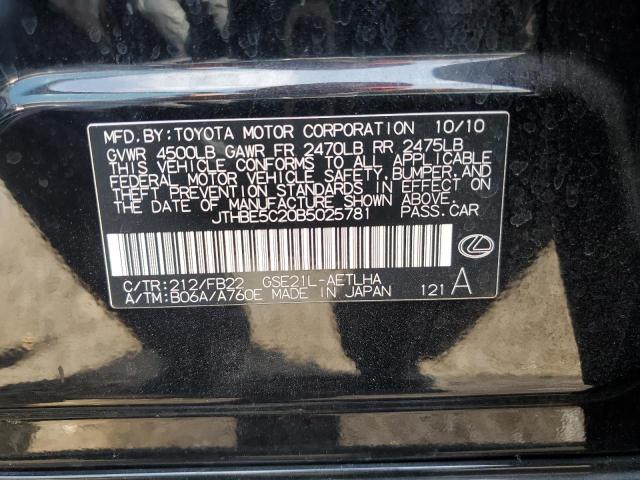 MFD. BY: TOYOTA MOTOR CORPORATION 10/10
GVWR 4500LB GAWR FR 2470LB RR 2475LB
THIS VEHICLE CONFORMS TO ALL APPLICABLE
FEDERAL MOTOR VEHICLE SAFETY, BUMPER, AND
THEFT PREVENTION STANDARDS IN EFFECT ON
THE DATE OF MANUFACTURE SHOWN ABOVE.
JTHBE5C20B5025781 PASS. CAR
C/TR: 212/FB22 GSE21L-AETLHA
A/TM: B06A/A760E MADE IN JAPAN 121 A